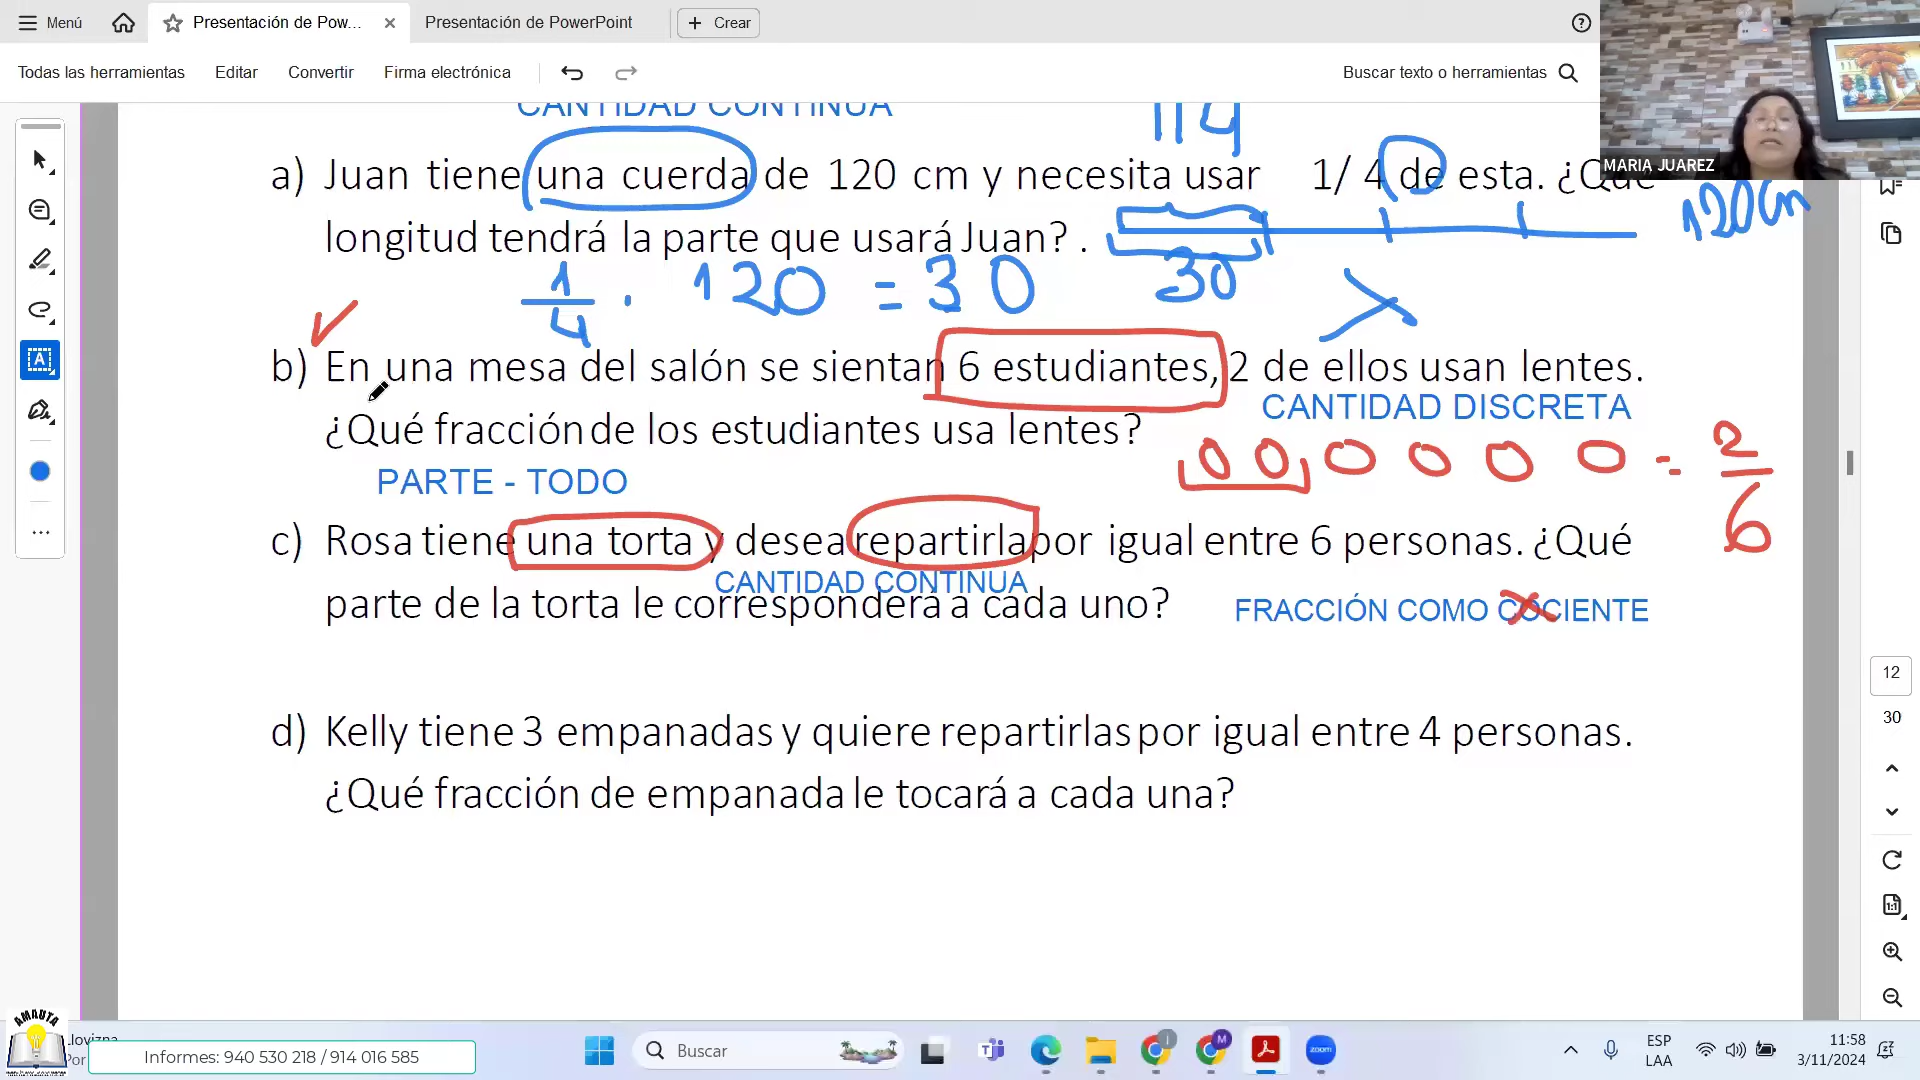 Menú
Presentación de Pow...
Presentación de PowerPoint
Crear
Todas las herramientas
Editar
Convertir
Firma electrónica
Buscar texto o herramientas
MARIA JUAREZ
CANTIDAD CONTINUA
114
a) Juan tiene una cuerda de 120 cm y necesita usar 1/ 4 de esta. ¿Qué
120cm
longitud tendrá la parte que usará Juan? .
1/4 . 120 = 30
30
b) En una mesa del salón se sientan 6 estudiantes, 2 de ellos usan lentes.
CANTIDAD DISCRETA
¿Qué fracción de los estudiantes usa lentes?
= 2/6
PARTE - TODO
c) Rosa tiene una torta y desea repartirla por igual entre 6 personas. ¿Qué
CANTIDAD CONTINUA
parte de la torta le corresponderá a cada uno?
FRACCIÓN COMO COCIENTE
d) Kelly tiene 3 empanadas y quiere repartirlas por igual entre 4 personas.
¿Qué fracción de empanada le tocará a cada una?
12
30
1:1
AMAUTA
Llovizna
Por
Informes: 940 530 218 / 914 016 585
Buscar
zoom
ESP
LAA
11:58
3/11/2024